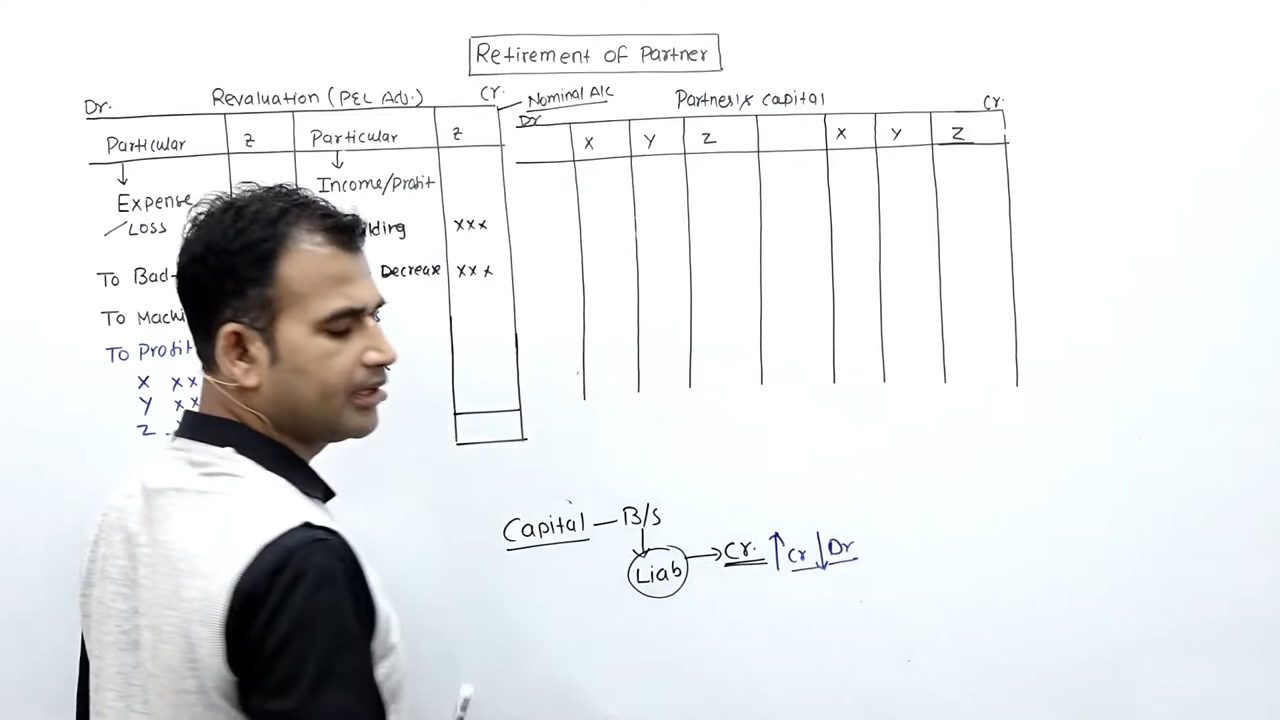 Retirement of Partner
Dr. Revaluation (P&L Adj.) Cr.
Nominal A/c
Particular ₹ Particular ₹
Expense
/Loss
Income/Profit
xxx
To Bad-
Decrease xxx
To
To Profit
X xx
Y xx
Z
Partner's capital Cr.
Dr
X Y Z X Y Z
Capital – B/S
Liab → Cr. ↑ Cr ↓ Dr